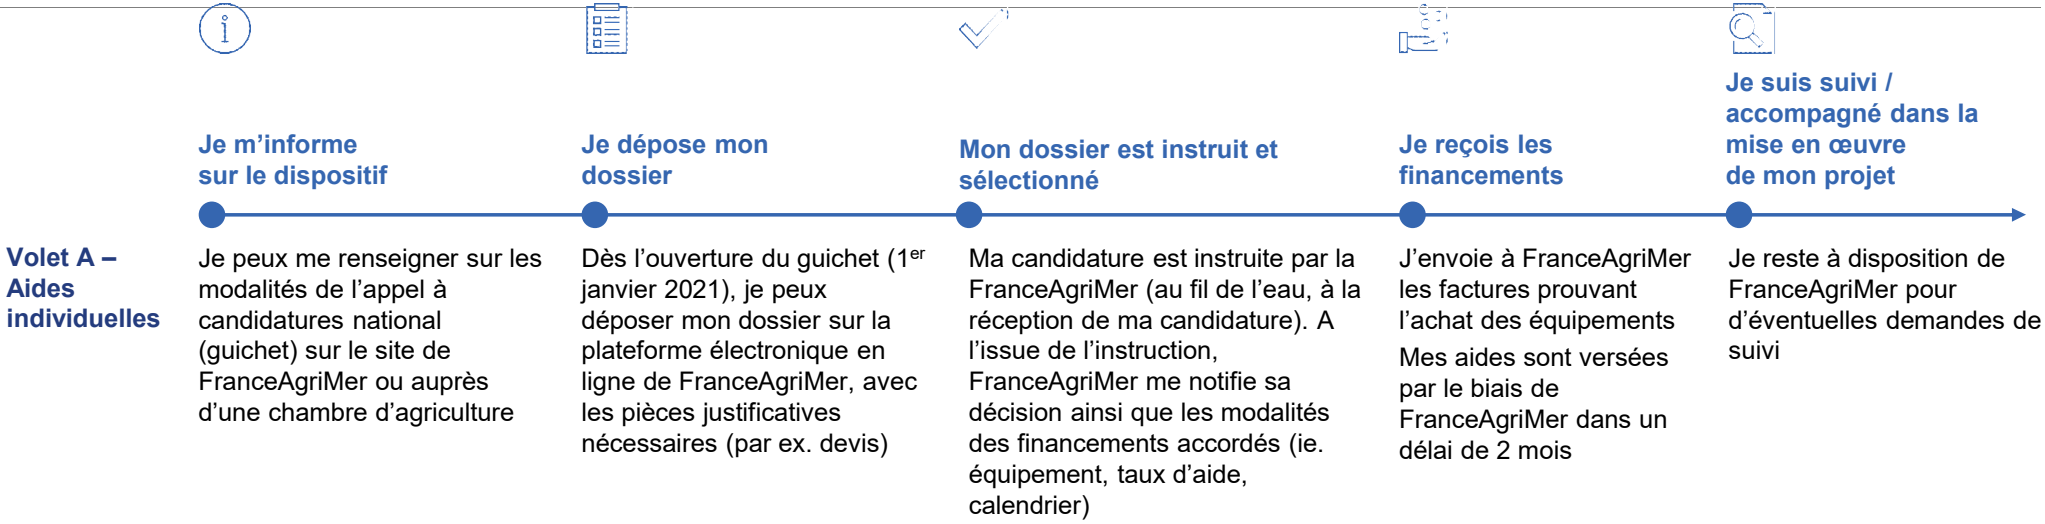 Je m’informe
sur le dispositif
Je dépose mon
dossier
Mon dossier est instruit et
sélectionné
Je reçois les
financements
Je suis suivi /
accompagné dans la
mise en œuvre
de mon projet
Volet A –
Aides
individuelles
Je peux me renseigner sur les
modalités de l’appel à
candidatures national
(guichet) sur le site de
FranceAgriMer ou auprès
d’une chambre d’agriculture
Dès l’ouverture du guichet (1er
janvier 2021), je peux
déposer mon dossier sur la
plateforme électronique en
ligne de FranceAgriMer, avec
les pièces justificatives
nécessaires (par ex. devis)
Ma candidature est instruite par la
FranceAgriMer (au fil de l’eau, à la
réception de ma candidature). A
l’issue de l’instruction,
FranceAgriMer me notifie sa
décision ainsi que les modalités
des financements accordés (ie.
équipement, taux d’aide,
calendrier)
J’envoie à FranceAgriMer
les factures prouvant
l’achat des équipements
Mes aides sont versées
par le biais de
FranceAgriMer dans un
délai de 2 mois
Je reste à disposition de
FranceAgriMer pour
d’éventuelles demandes de
suivi